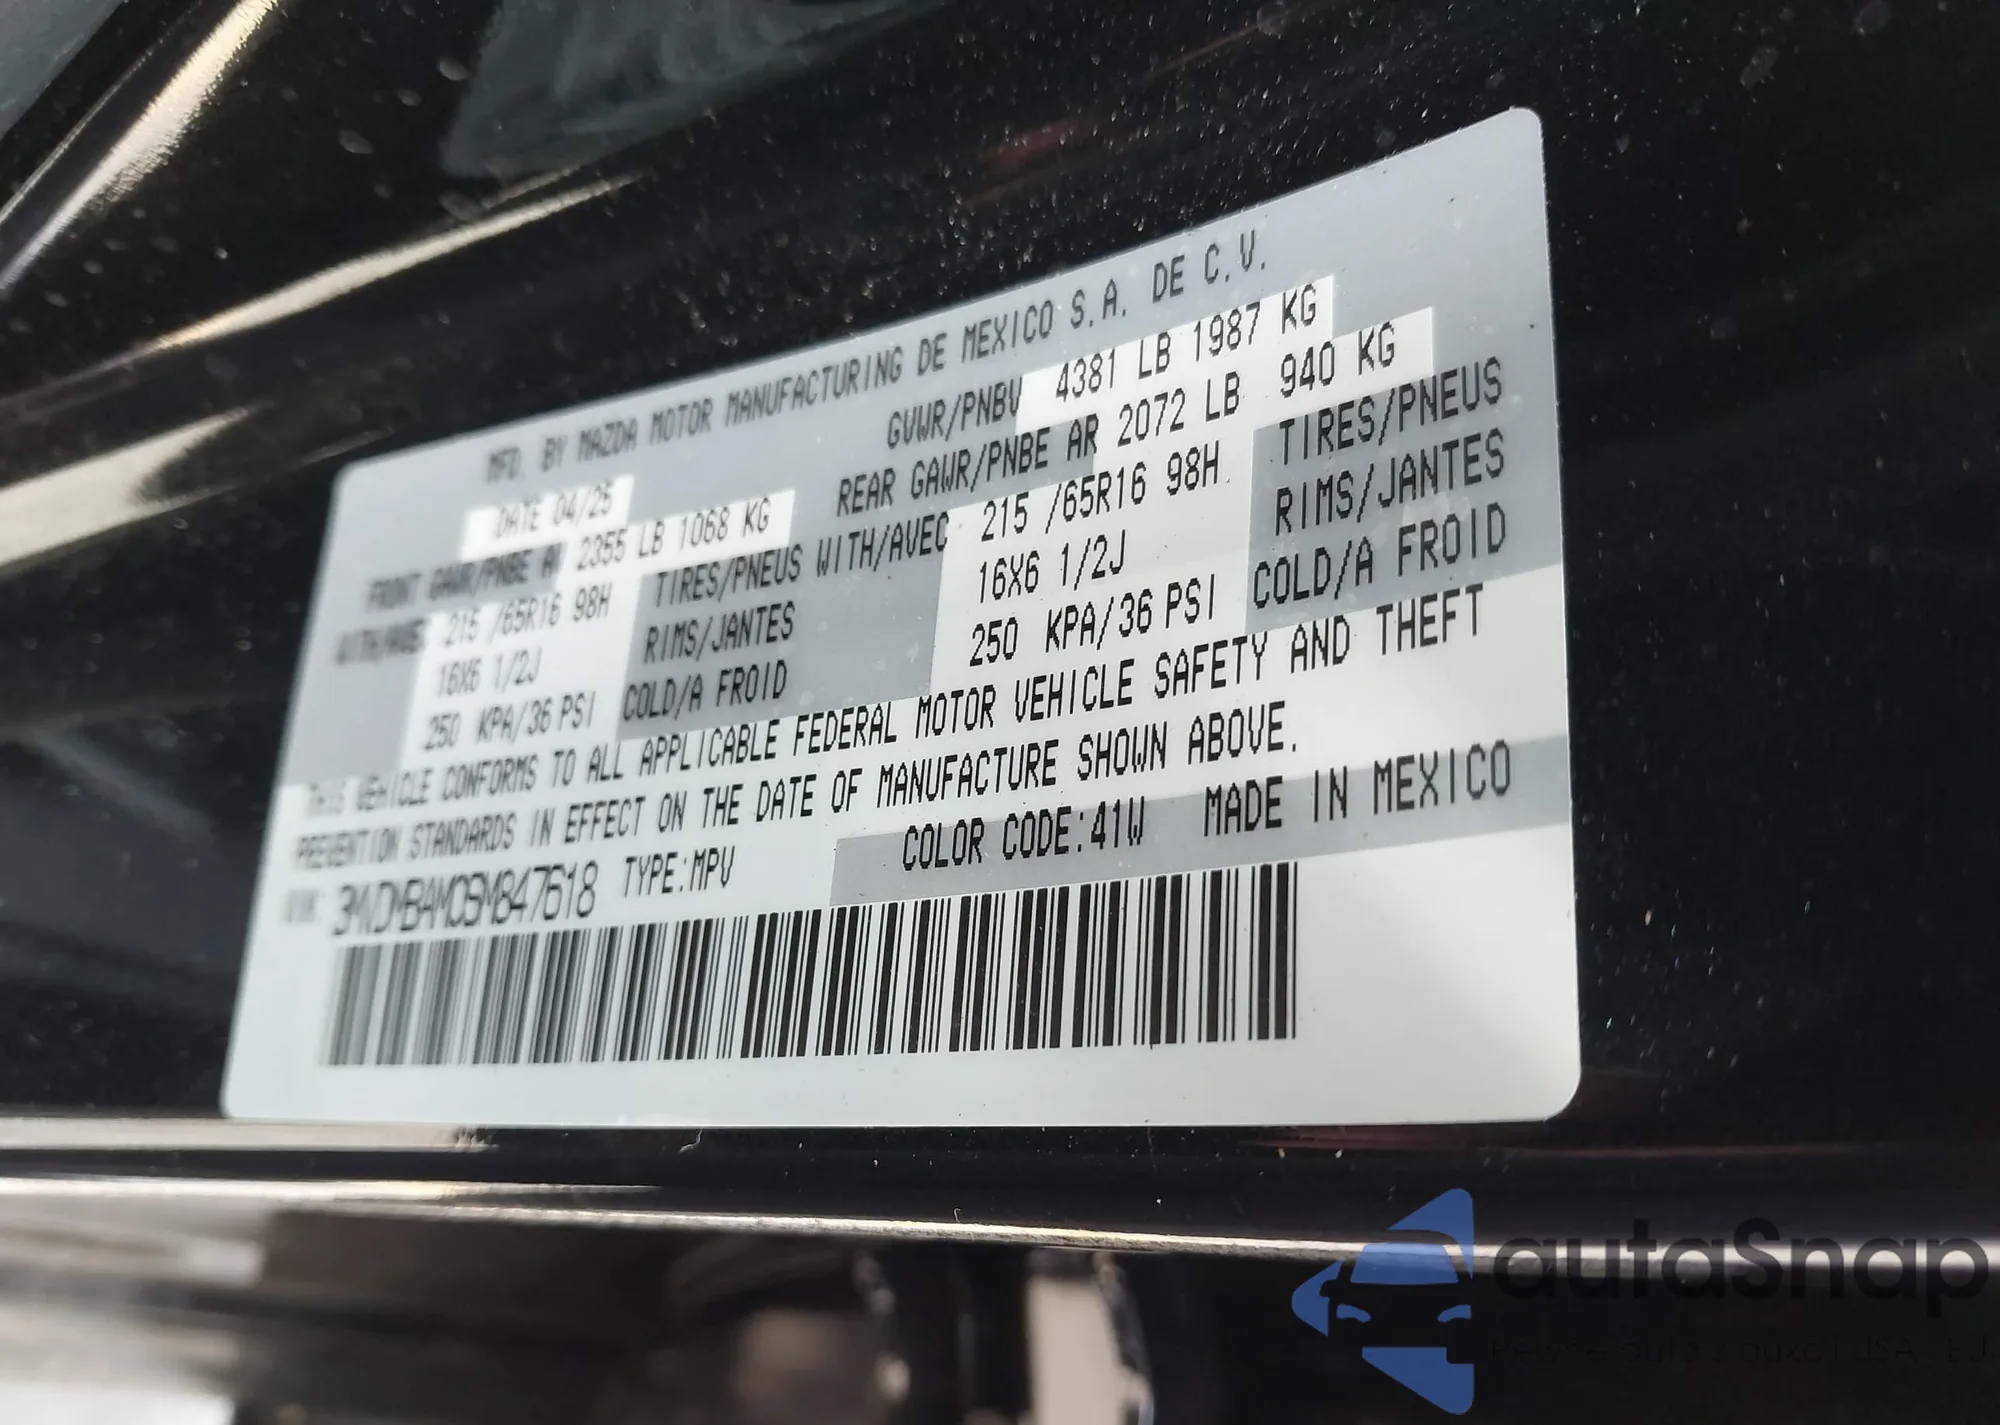 MFD. BY MAZDA MOTOR MANUFACTURING DE MEXICO S.A. DE C.V.
DATE 04/25 GVWR/PNBV 4381 LB 1987 KG
FRONT GAWR/PNBE AV 2355 LB 1068 KG REAR GAWR/PNBE AR 2072 LB 940 KG
WITH/AVEC 215 /65R16 98H TIRES/PNEUS WITH/AVEC 215 /65R16 98H TIRES/PNEUS
16X6 1/2J RIMS/JANTES 16X6 1/2J RIMS/JANTES
250 KPA/36 PSI COLD/A FROID 250 KPA/36 PSI COLD/A FROID
THIS VEHICLE CONFORMS TO ALL APPLICABLE FEDERAL MOTOR VEHICLE SAFETY AND THEFT
PREVENTION STANDARDS IN EFFECT ON THE DATE OF MANUFACTURE SHOWN ABOVE.
TYPE:MPV COLOR CODE:41W MADE IN MEXICO
autaSnap